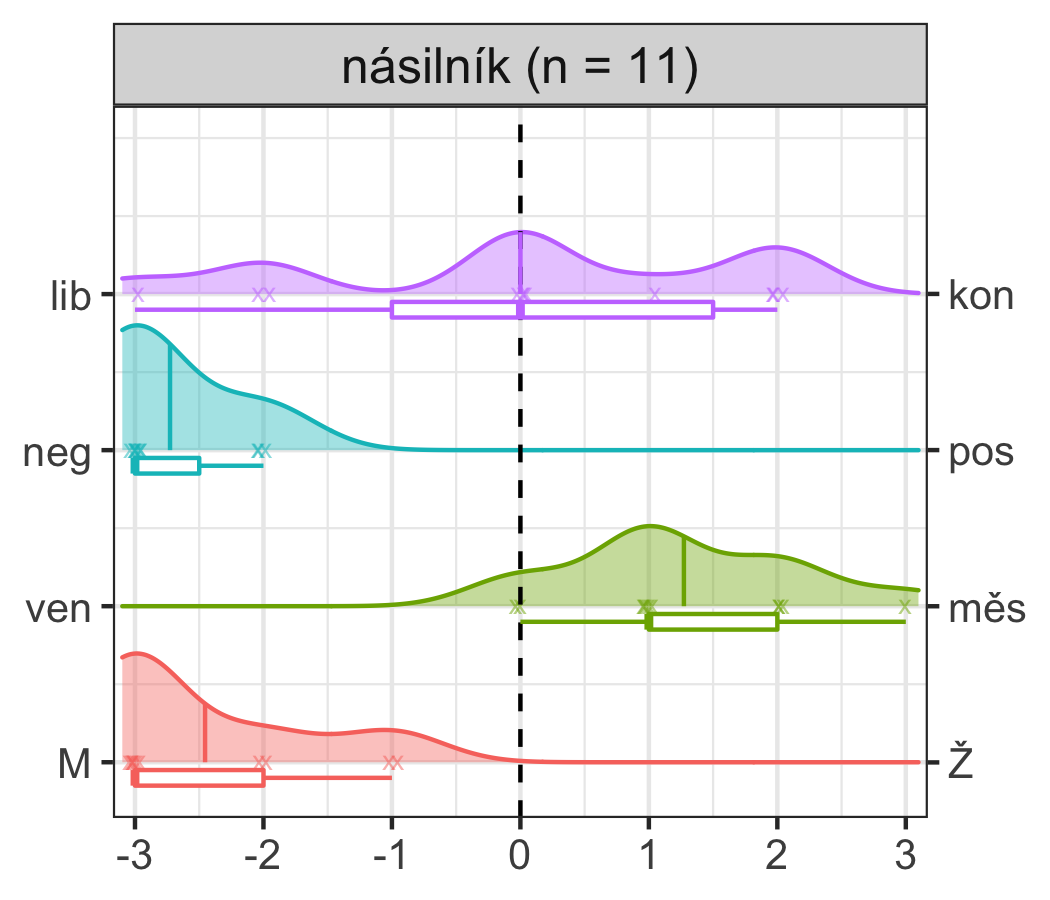 násilník (n = 11)
lib kon
neg pos
ven měs
M Ž
-3 -2 -1 0 1 2 3